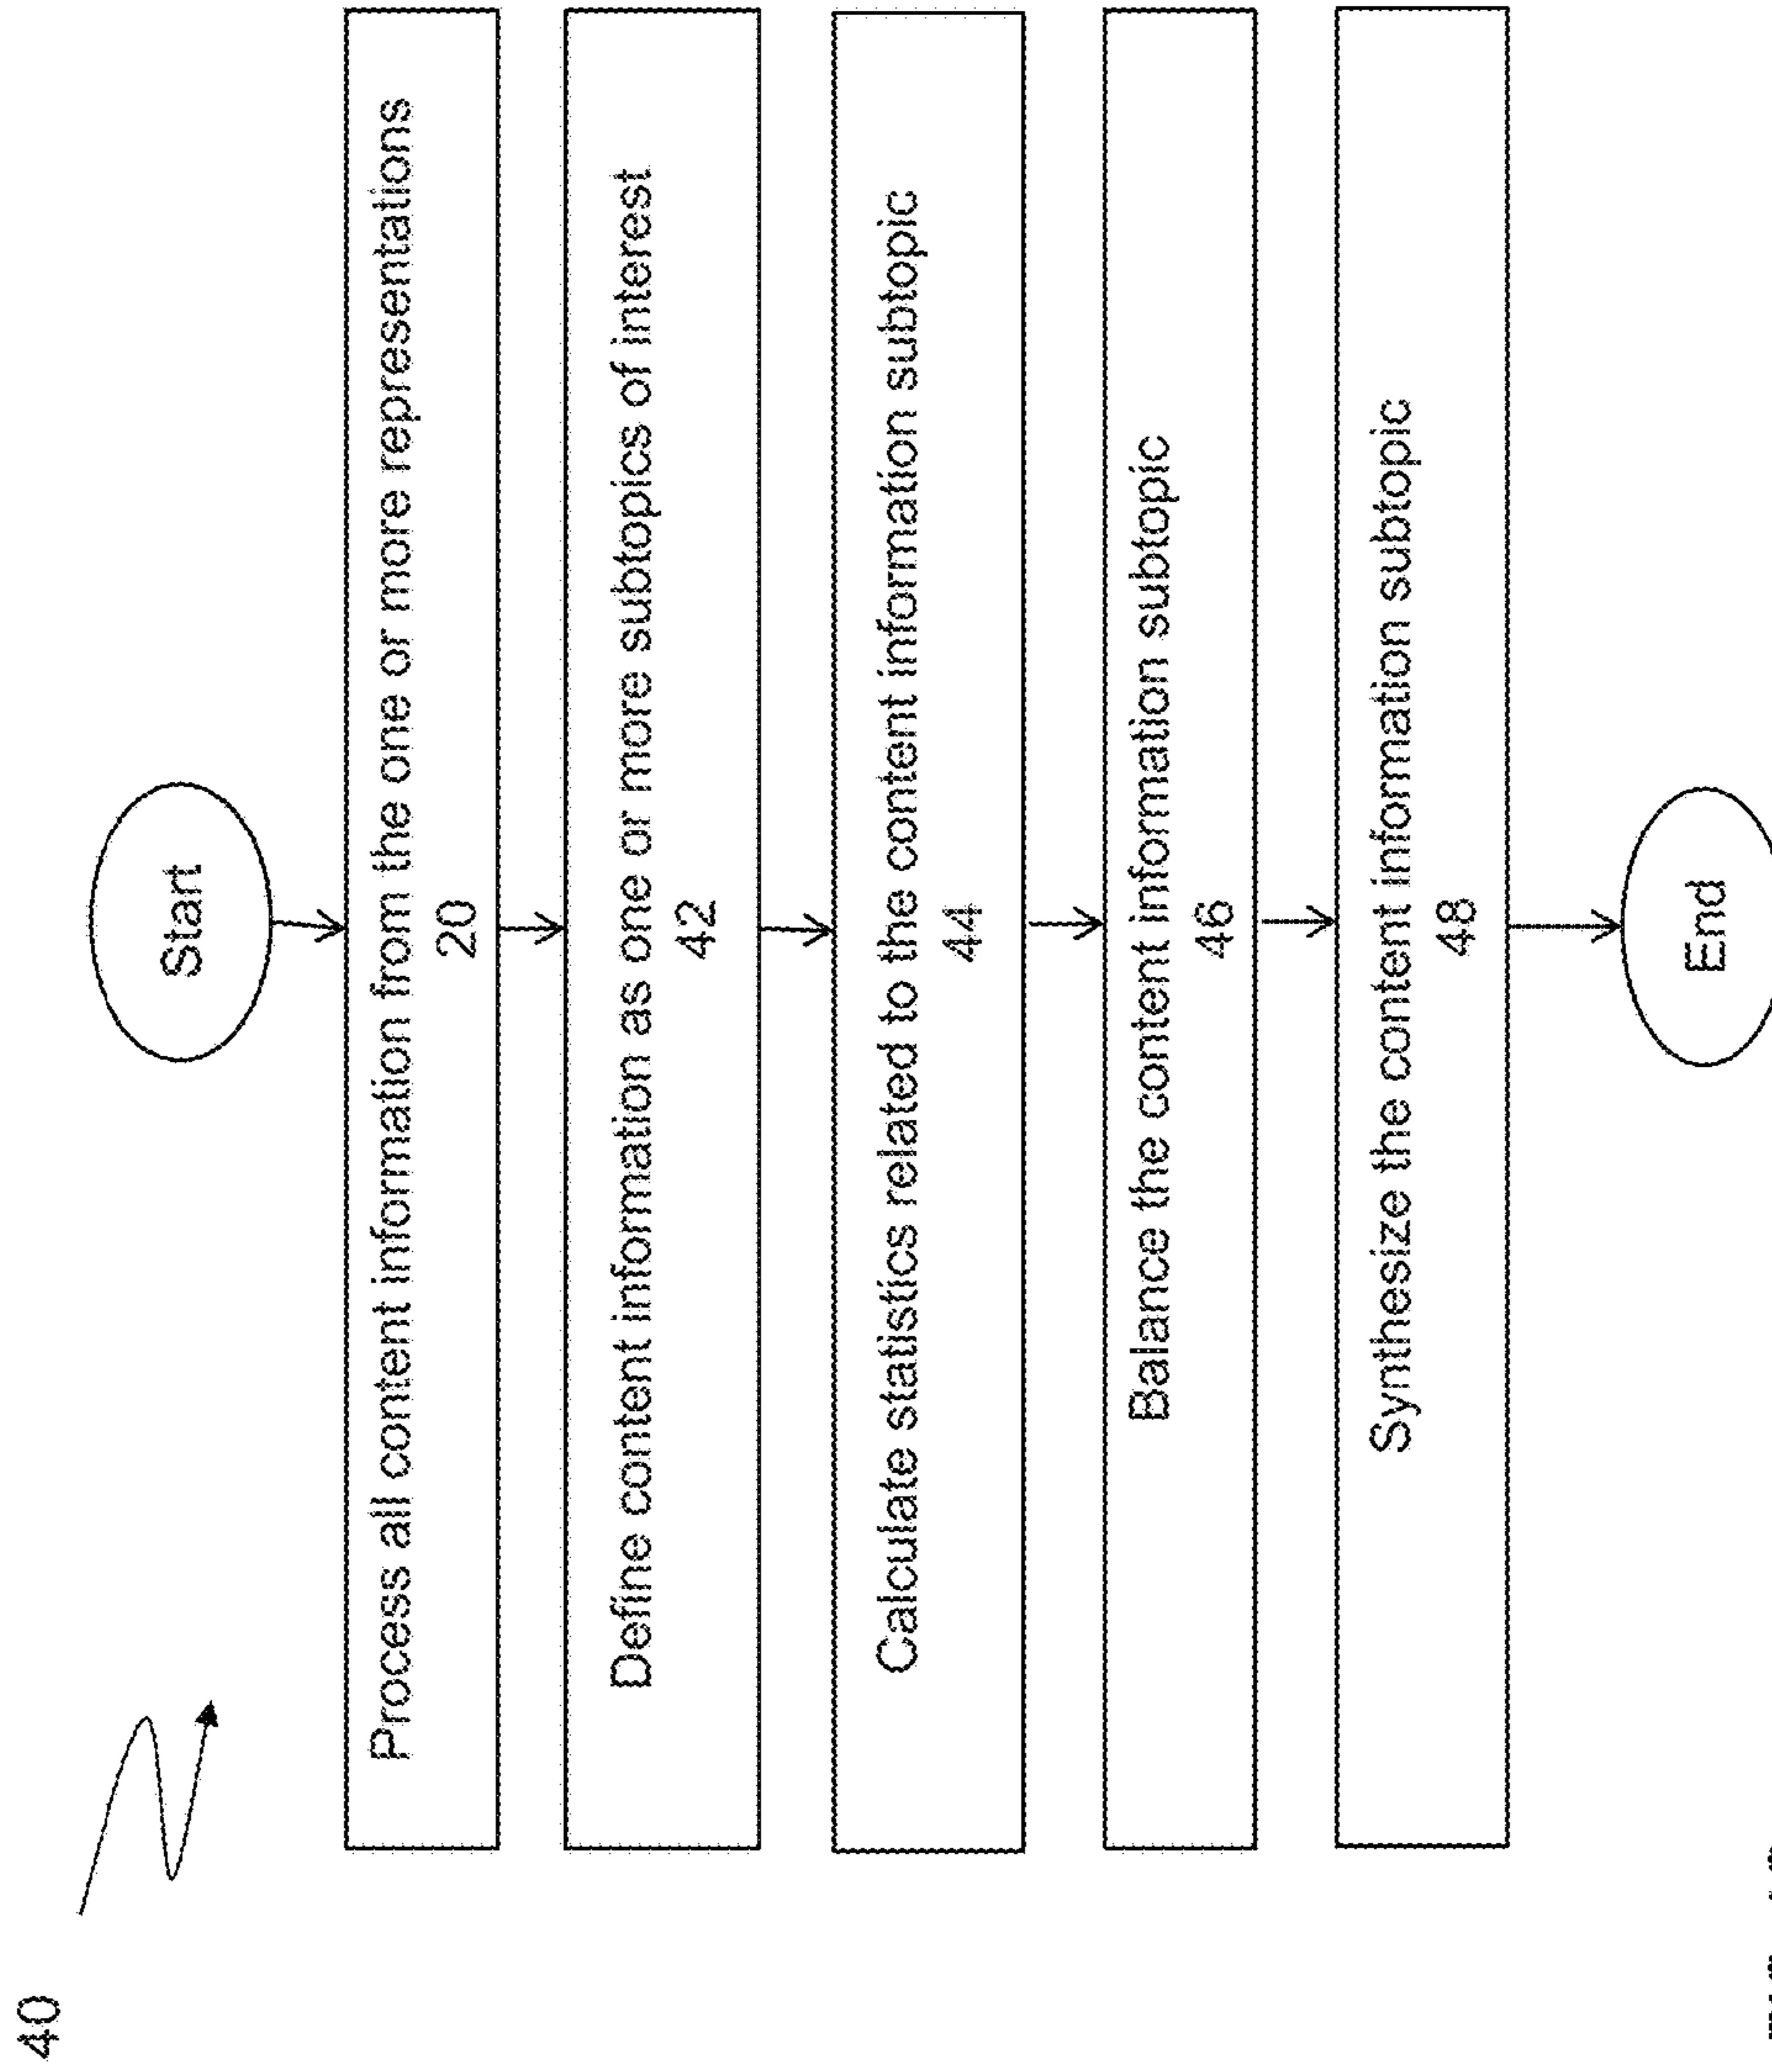 40
Start
Process all content information from the one or more representations
20
Define content information as one or more subtopics of interest
42
Calculate statistics related to the content information subtopic
44
Balance the content information subtopic
46
Synthesize the content information subtopic
48
End